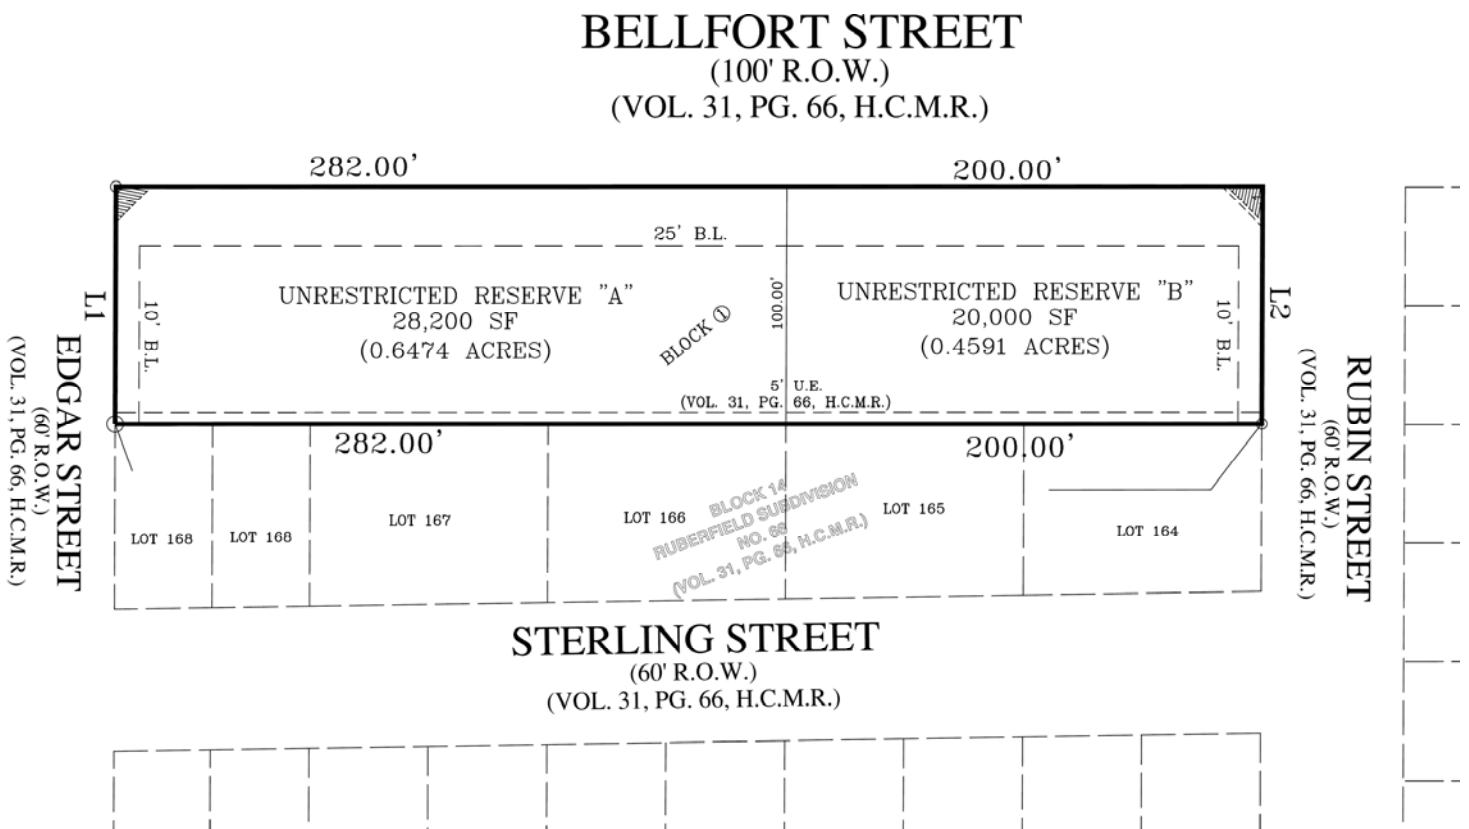 BELLFORT STREET
(100' R.O.W.)
(VOL. 31, PG. 66, H.C.M.R.)
282.00'
200.00'
25' B.L.
UNRESTRICTED RESERVE "A"
28,200 SF
(0.6474 ACRES)
BLOCK 1
100.00'
UNRESTRICTED RESERVE "B"
20,000 SF
(0.4591 ACRES)
L1
10' B.L.
10' B.L.
L2
5' U.E.
(VOL. 31, PG. 66, H.C.M.R.)
282.00'
200.00'
EDGAR STREET
(60' R.O.W.)
(VOL. 31, PG. 66, H.C.M.R.)
RUBIN STREET
(60' R.O.W.)
(VOL. 31, PG. 66, H.C.M.R.)
LOT 168
LOT 168
LOT 167
LOT 166
LOT 165
LOT 164
BLOCK 14
RUBERFIELD SUBDIVISION
NO. 66
(VOL. 31, PG. 66, H.C.M.R.)
STERLING STREET
(60' R.O.W.)
(VOL. 31, PG. 66, H.C.M.R.)